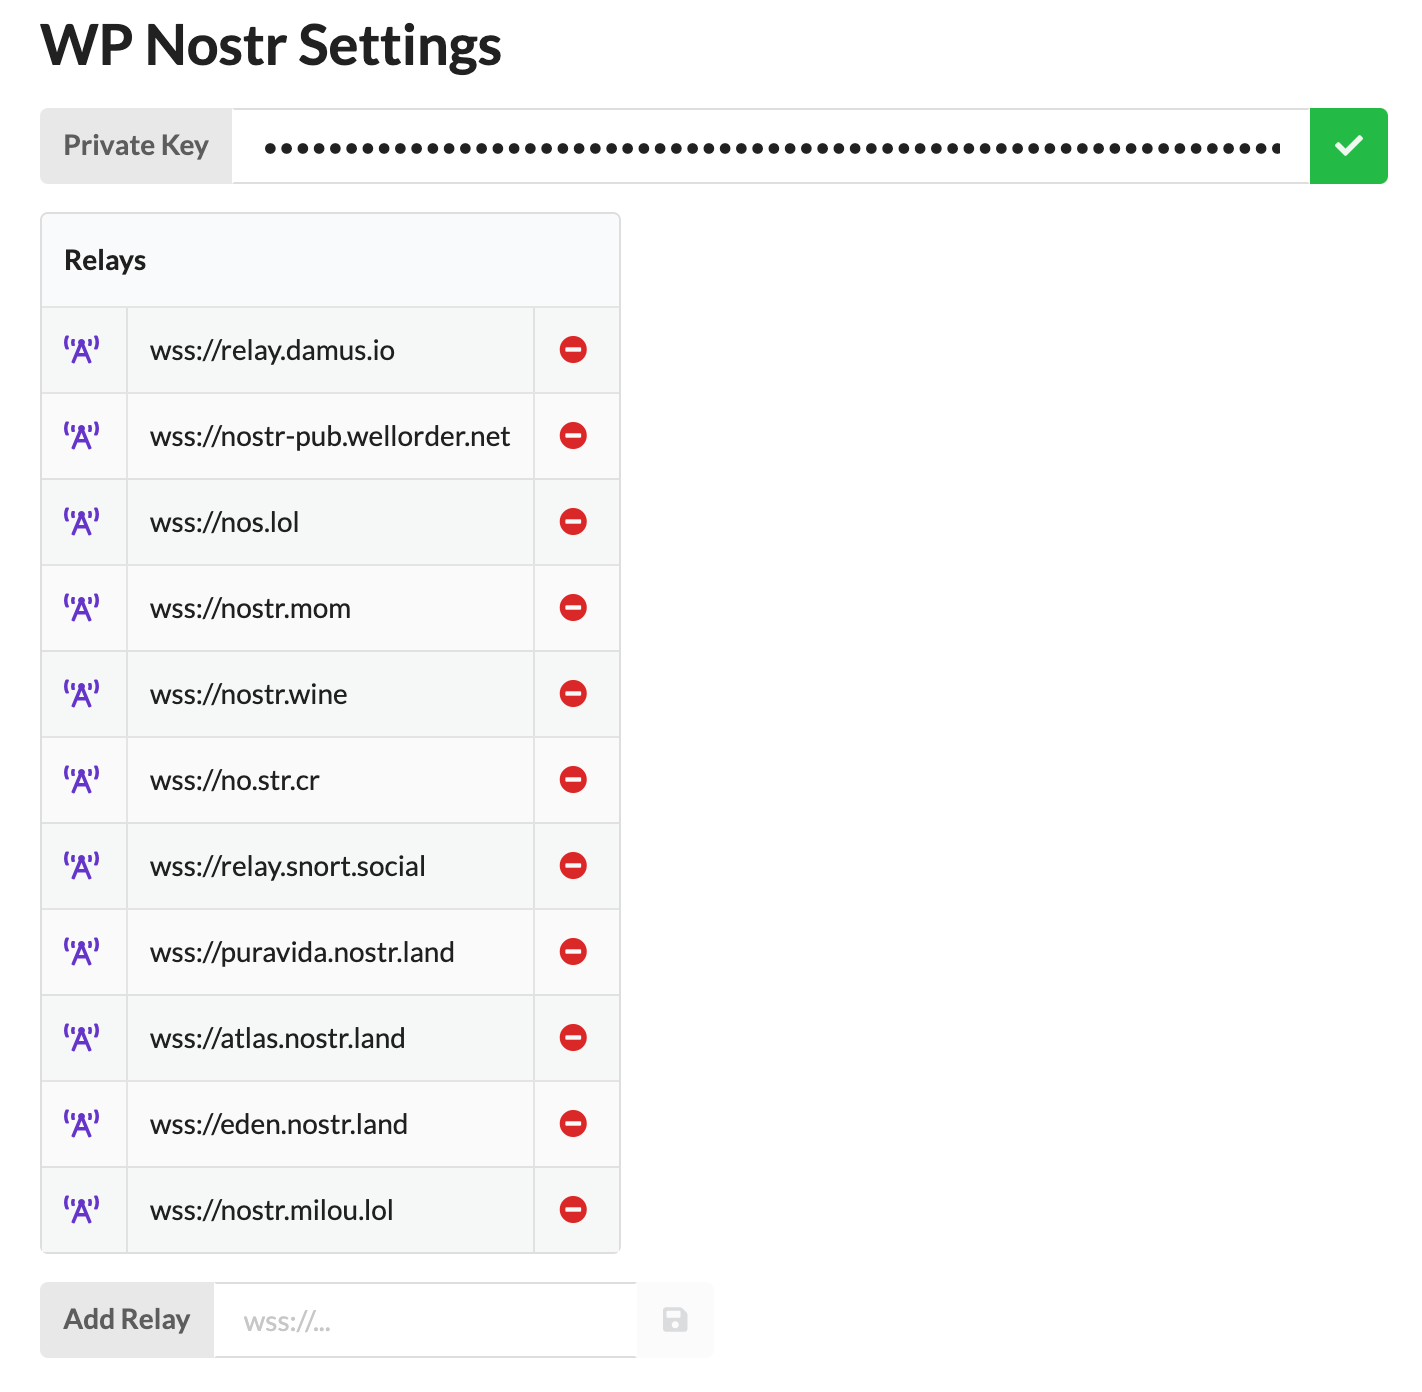 WP Nostr Settings
Private Key
Relays
wss://relay.damus.io
wss://nostr-pub.wellorder.net
wss://nos.lol
wss://nostr.mom
wss://nostr.wine
wss://no.str.cr
wss://relay.snort.social
wss://puravida.nostr.land
wss://atlas.nostr.land
wss://eden.nostr.land
wss://nostr.milou.lol
Add Relay wss://...